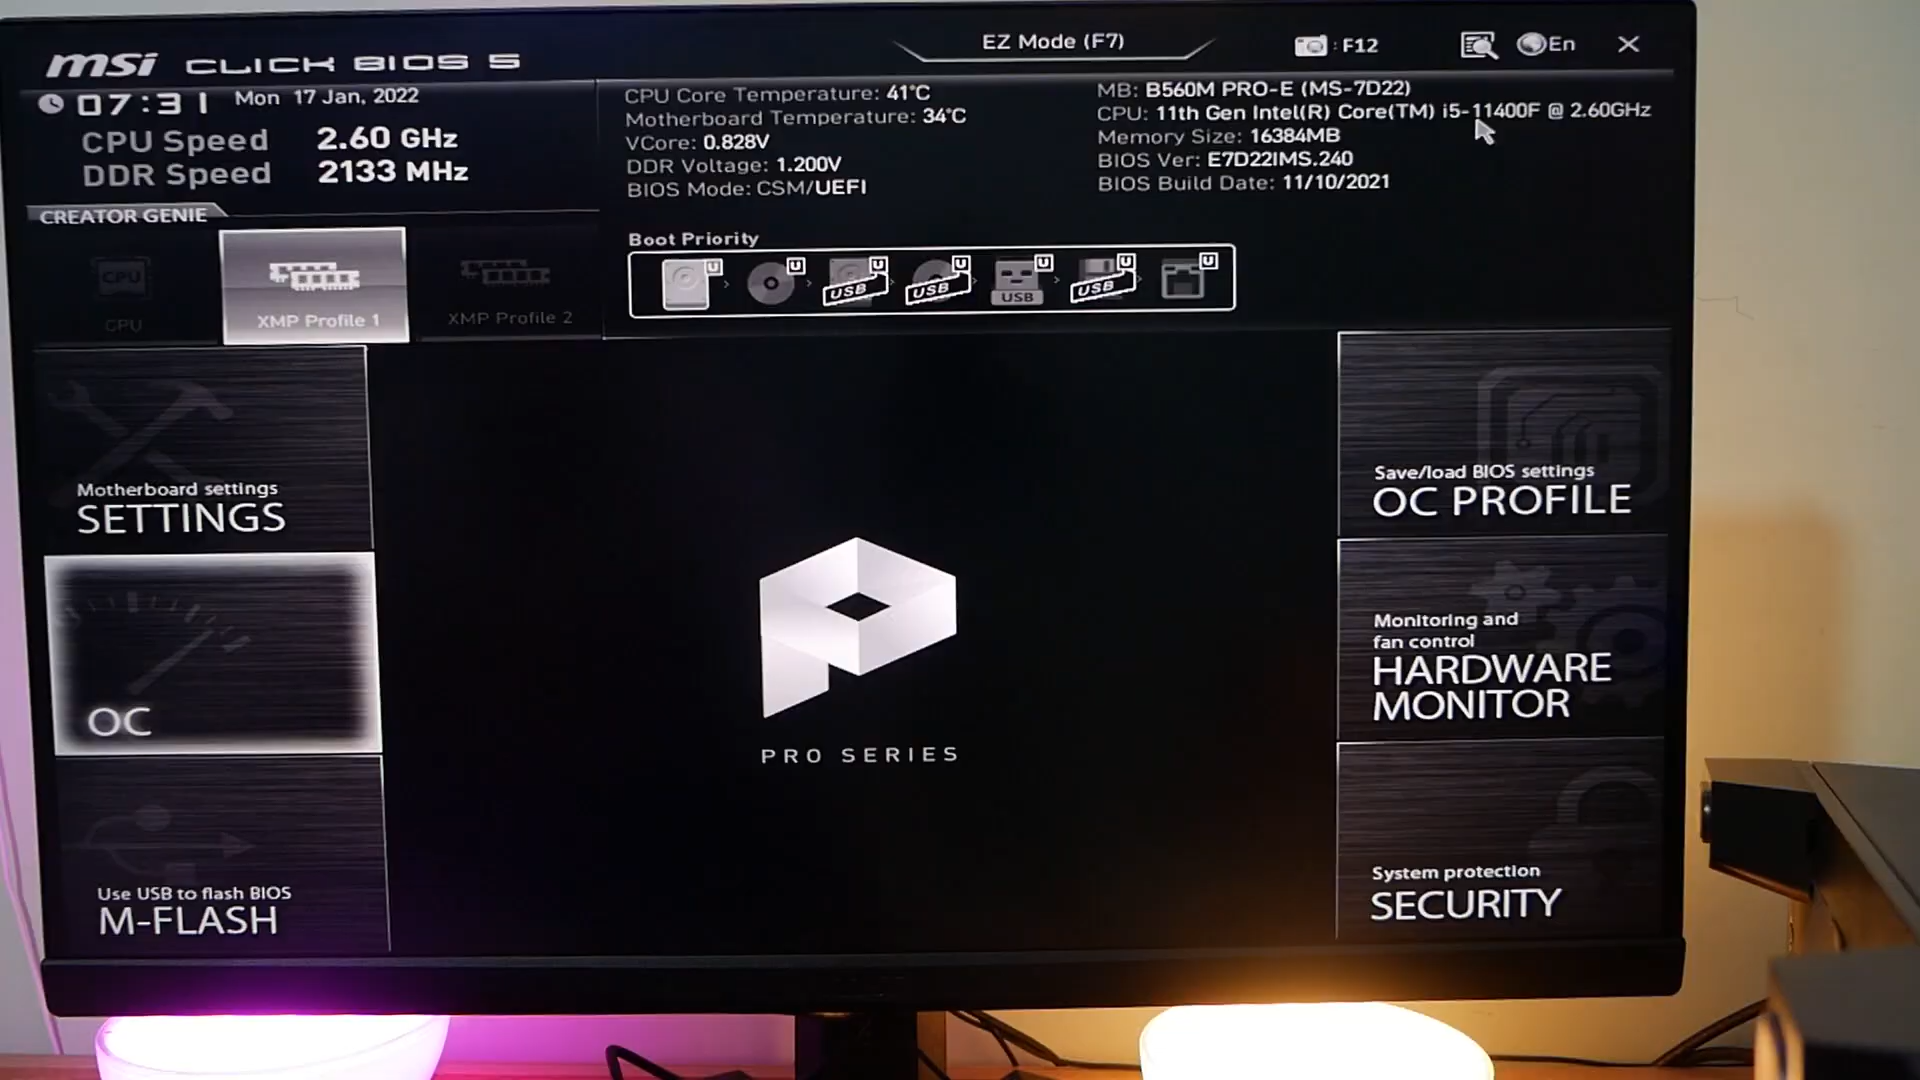 msi CLICK BIOS 5
EZ Mode (F7)
: F12
En
07:31 Mon 17 Jan, 2022
CPU Speed 2.60 GHz
DDR Speed 2133 MHz
CPU Core Temperature: 41°C
Motherboard Temperature: 34°C
VCore: 0.828V
DDR Voltage: 1.200V
BIOS Mode: CSM/UEFI
MB: B560M PRO-E (MS-7D22)
CPU: 11th Gen Intel(R) Core(TM) i5-11400F @ 2.60GHz
Memory Size: 16384MB
BIOS Ver: E7D22IMS.240
BIOS Build Date: 11/10/2021
CREATOR GENIE
CPU
CPU
XMP Profile 1
XMP Profile 2
Boot Priority
U U U U U U U
USB USB USB USB
Motherboard settings
SETTINGS
OC
Use USB to flash BIOS
M-FLASH
PRO SERIES
Save/load BIOS settings
OC PROFILE
Monitoring and
fan control
HARDWARE
MONITOR
System protection
SECURITY